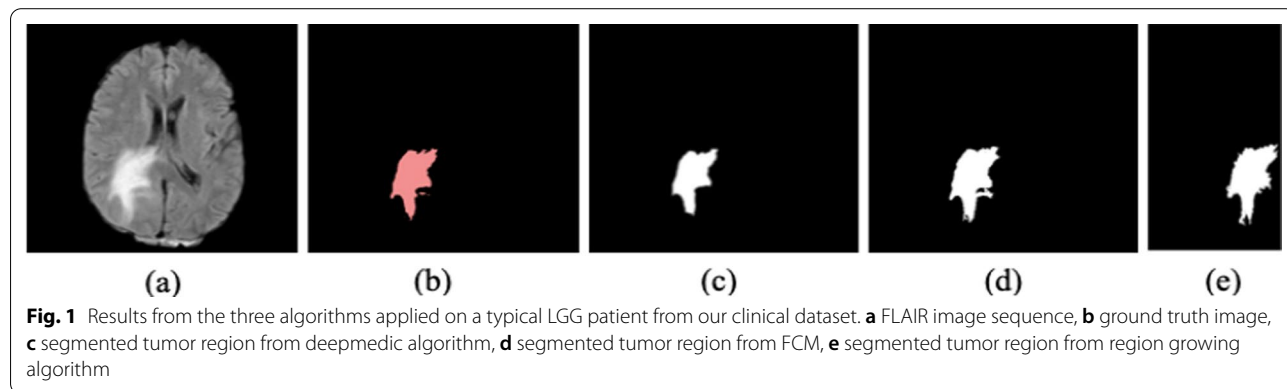 (a) (b) (c) (d) (e)
Fig. 1 Results from the three algorithms applied on a typical LGG patient from our clinical dataset. a FLAIR image sequence, b ground truth image,
c segmented tumor region from deepmedic algorithm, d segmented tumor region from FCM, e segmented tumor region from region growing
algorithm